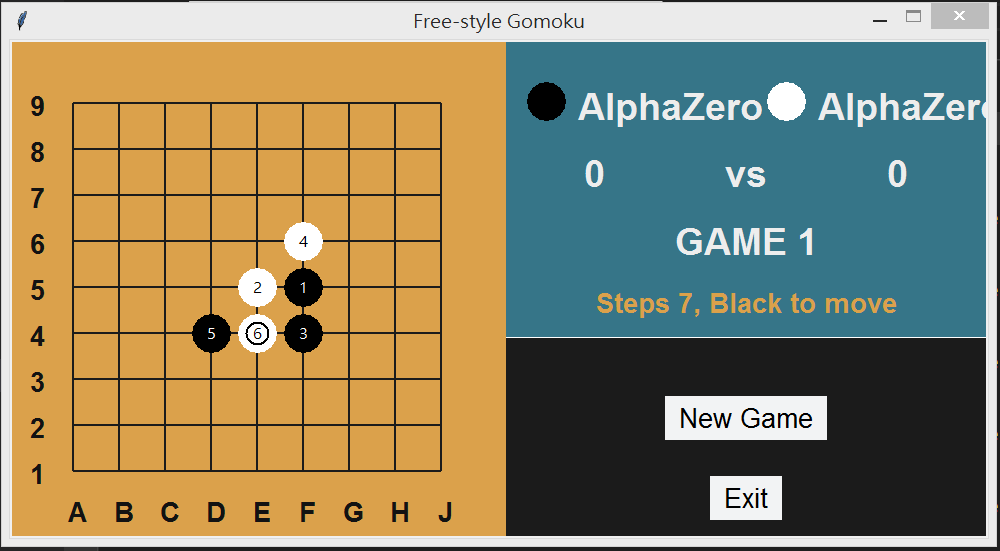 Free-style Gomoku
9
8
7
6
5
4
3
2
1
A B C D E F G H J
4
2 1
5 6 3
AlphaZero AlphaZero
0 vs 0
GAME 1
Steps 7, Black to move
New Game
Exit